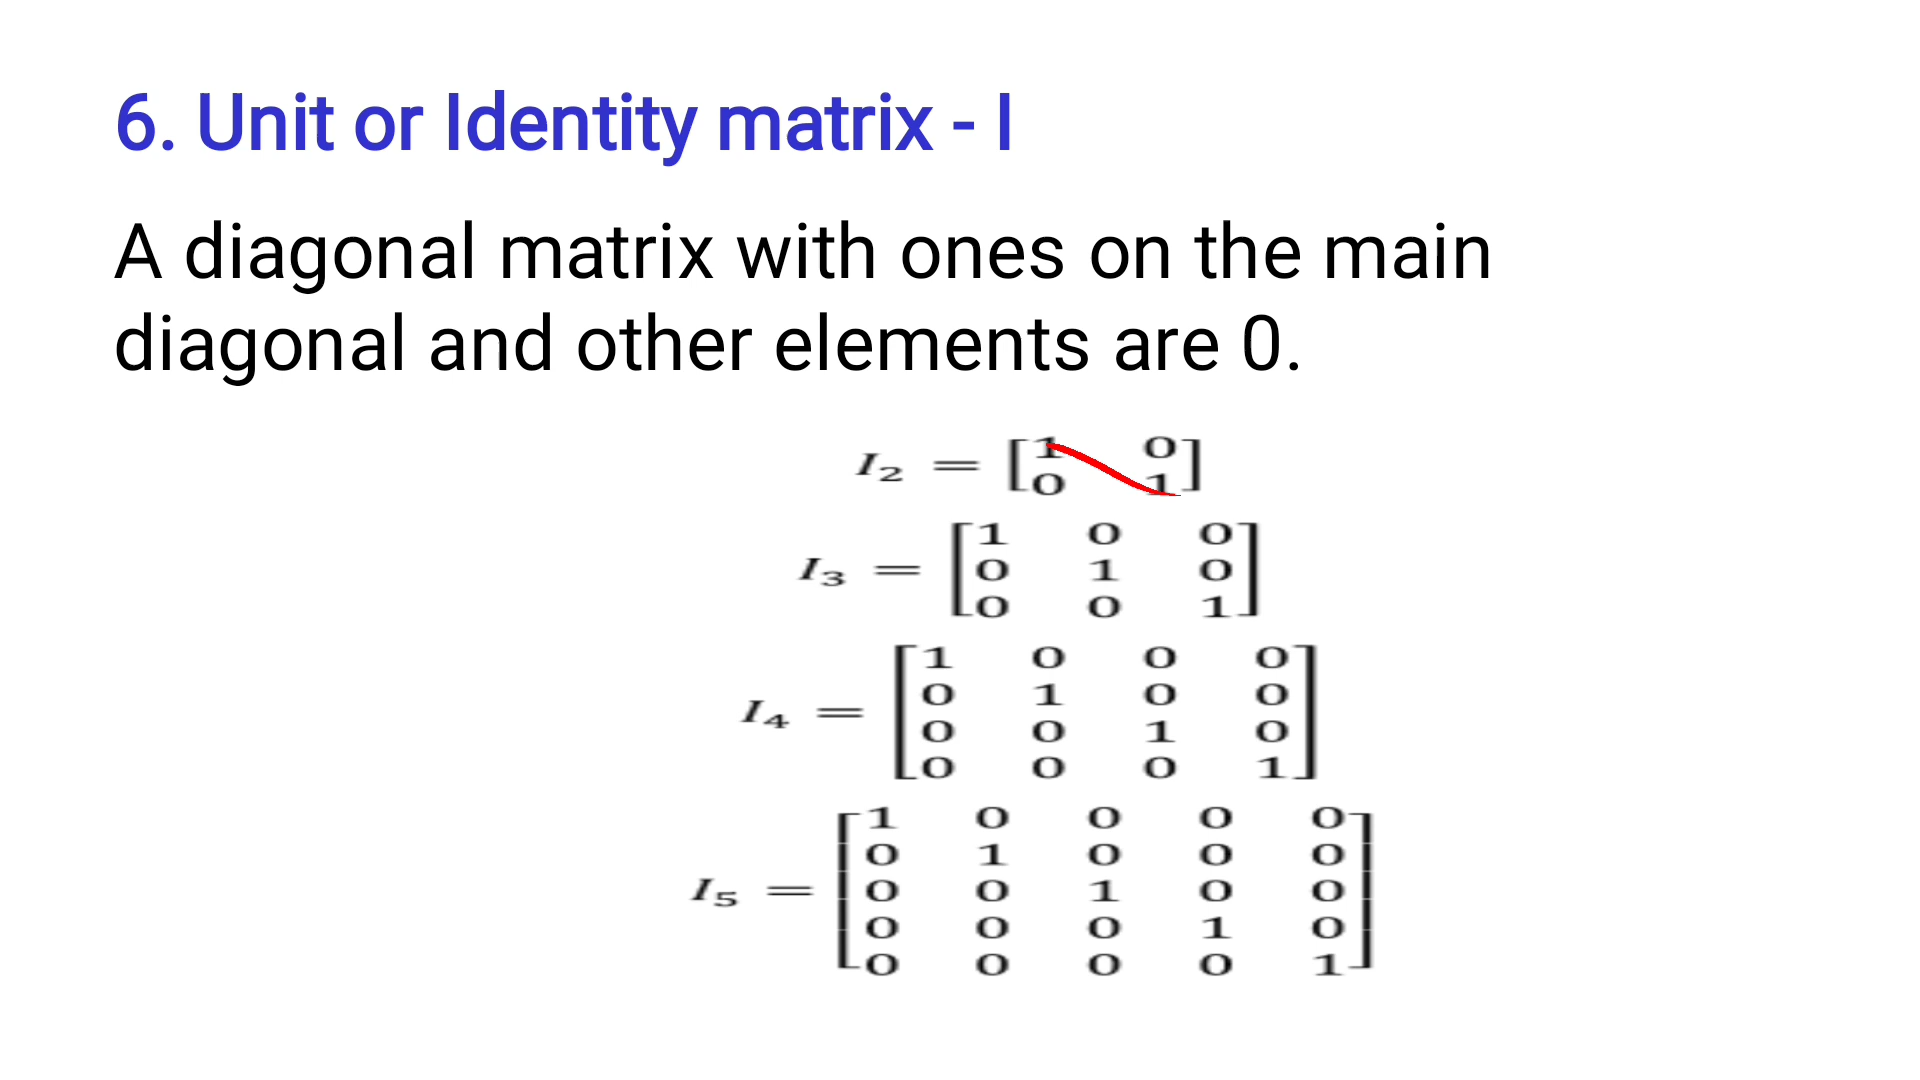 6. Unit or Identity matrix - I
A diagonal matrix with ones on the main
diagonal and other elements are 0.
I₂ = [1 0
0 1]
I₃ = [1 0 0
0 1 0
0 0 1]
I₄ = [1 0 0 0
0 1 0 0
0 0 1 0
0 0 0 1]
I₅ = [1 0 0 0 0
0 1 0 0 0
0 0 1 0 0
0 0 0 1 0
0 0 0 0 1]